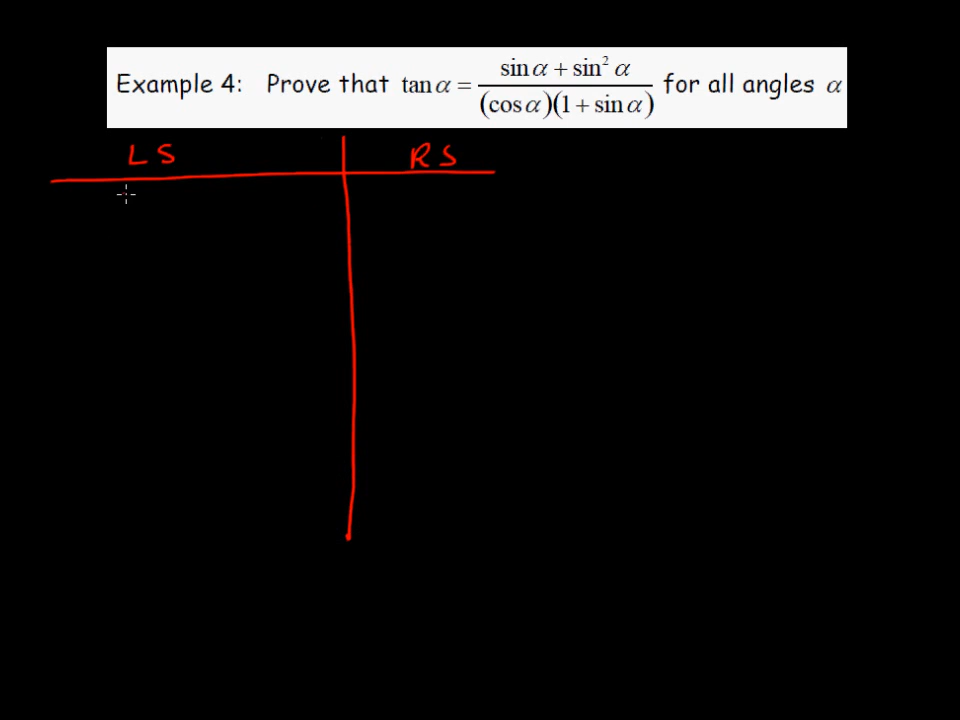 Example 4: Prove that tan α = (sin α + sin² α) / ((cos α)(1 + sin α)) for all angles α
LS RS